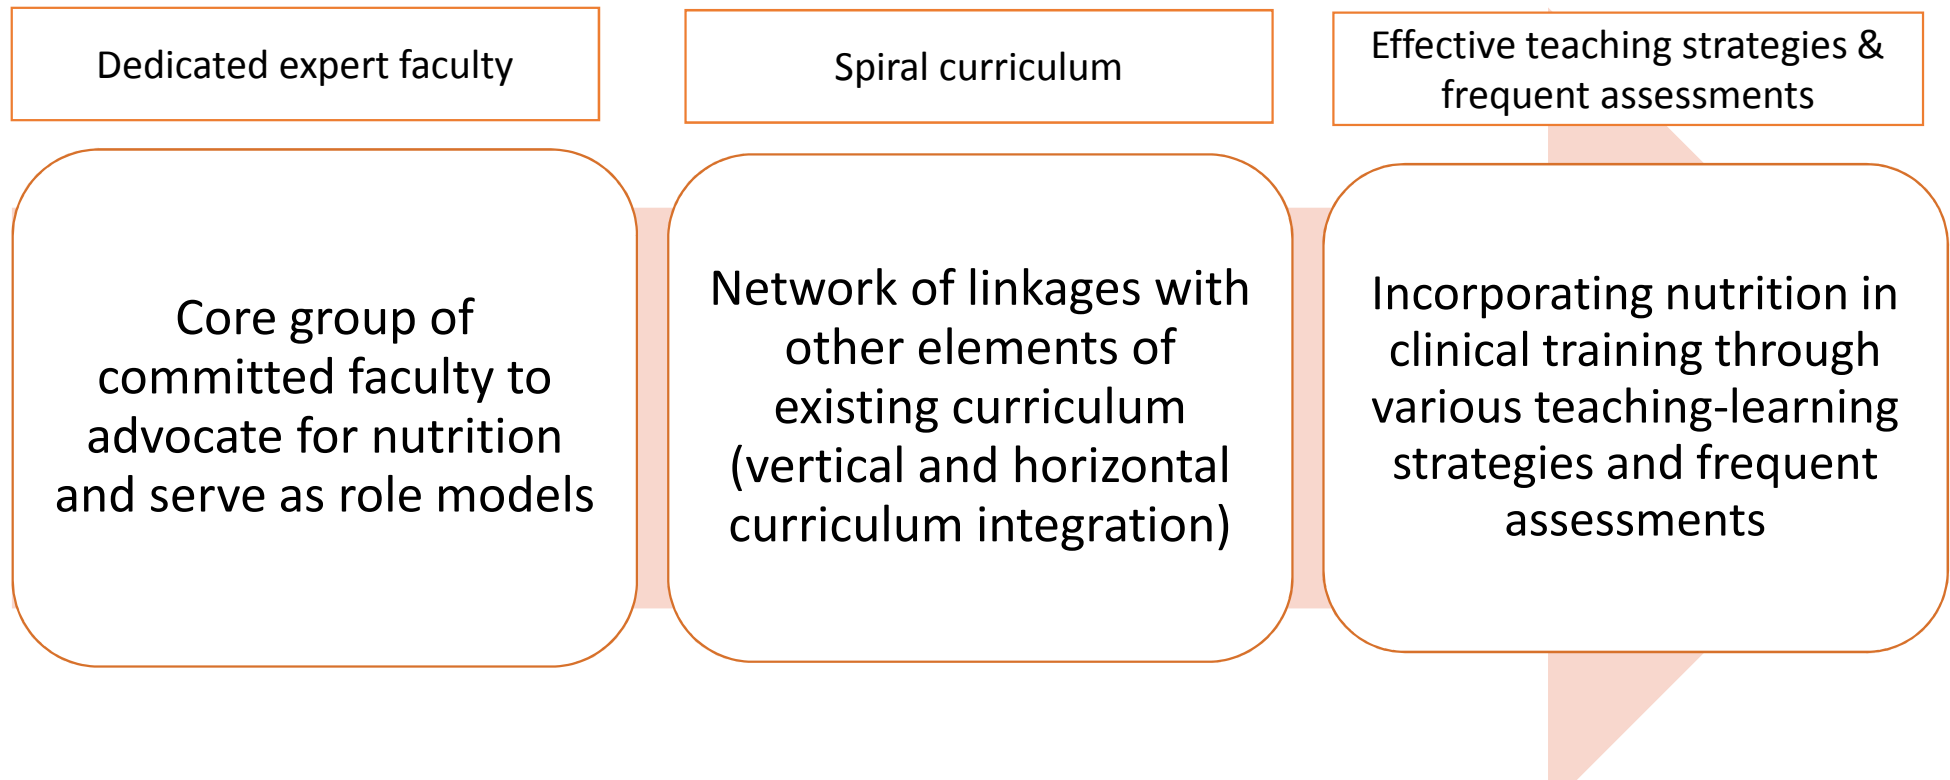 Dedicated expert faculty
Spiral curriculum
Effective teaching strategies &
frequent assessments
Core group of
committed faculty to
advocate for nutrition
and serve as role models
Network of linkages with
other elements of
existing curriculum
(vertical and horizontal
curriculum integration)
Incorporating nutrition in
clinical training through
various teaching-learning
strategies and frequent
assessments